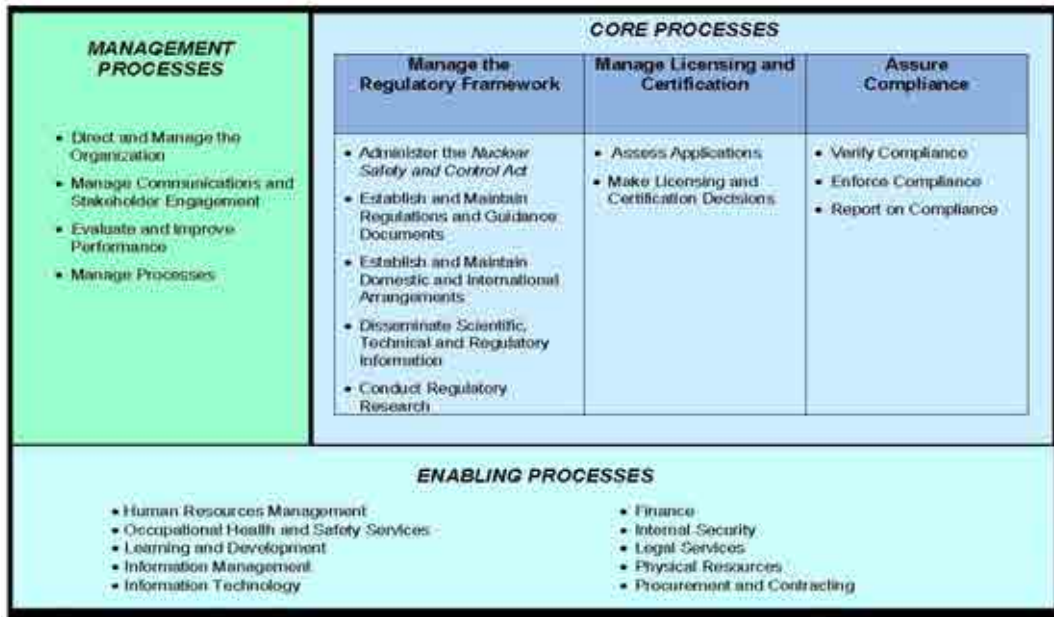 MANAGEMENT
PROCESSES
• Direct and Manage the
Organization
• Manage Communications and
Stakeholder Engagement
• Evaluate and Improve
Performance
• Manage Processes
CORE PROCESSES
Manage the
Regulatory Framework
• Administer the Nuclear
Safety and Control Act
• Establish and Maintain
Regulations and Guidance
Documents
• Establish and Maintain
Domestic and International
Arrangements
• Disseminate Scientific,
Technical and Regulatory
Information
• Conduct Regulatory
Research
Manage Licensing and
Certification
• Assess Applications
• Make Licensing and
Certification Decisions
Assure
Compliance
• Verify Compliance
• Enforce Compliance
• Report on Compliance
ENABLING PROCESSES
• Human Resources Management
• Occupational Health and Safety Services
• Learning and Development
• Information Management
• Information Technology
• Finance
• Internal Security
• Legal Services
• Physical Resources
• Procurement and Contracting